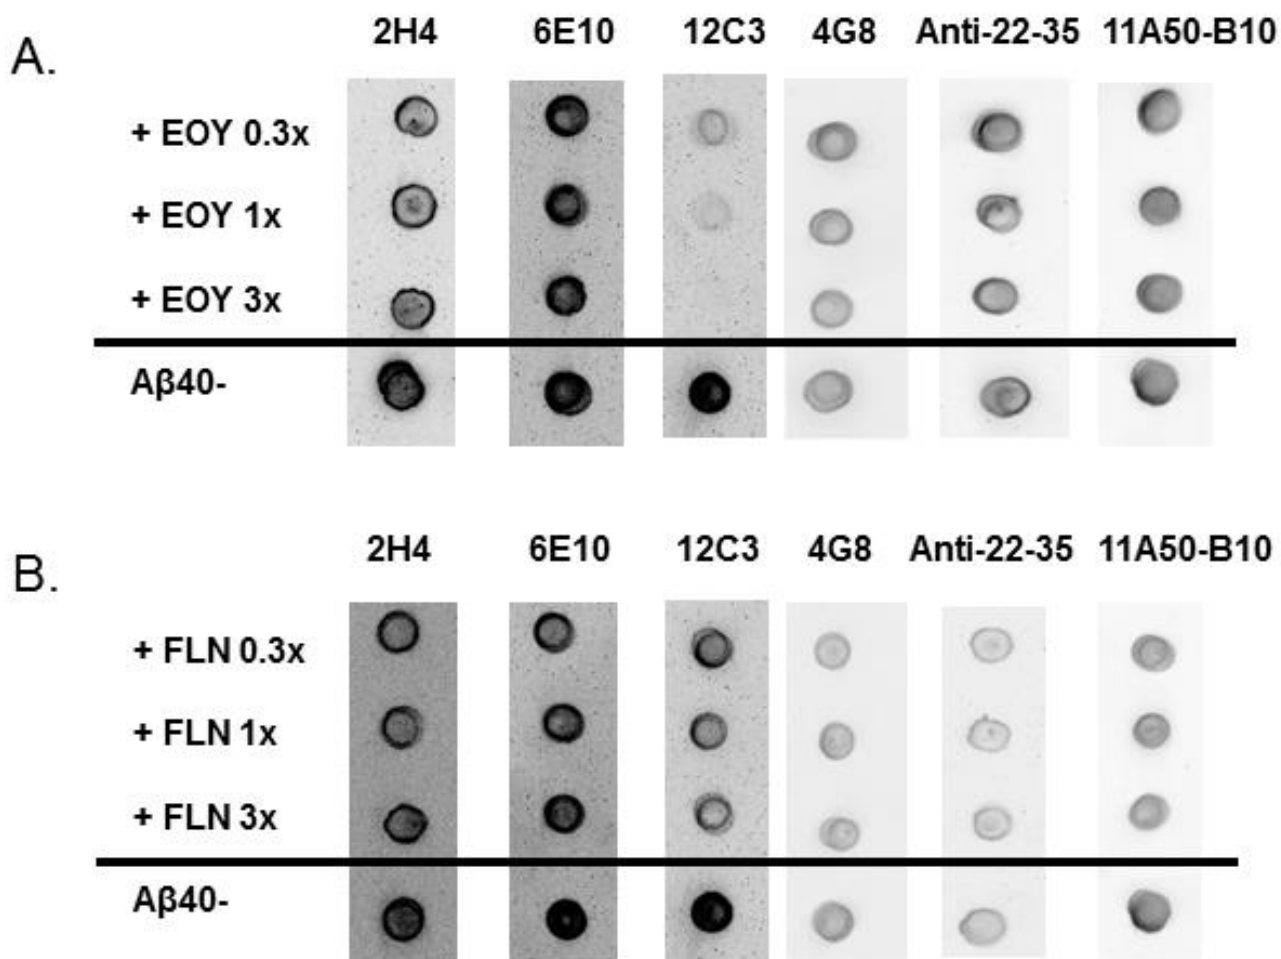 A.
2H4 6E10 12C3 4G8 Anti-22-35 11A50-B10
+ EOY 0.3x
+ EOY 1x
+ EOY 3x
Aβ40-
B.
2H4 6E10 12C3 4G8 Anti-22-35 11A50-B10
+ FLN 0.3x
+ FLN 1x
+ FLN 3x
Aβ40-